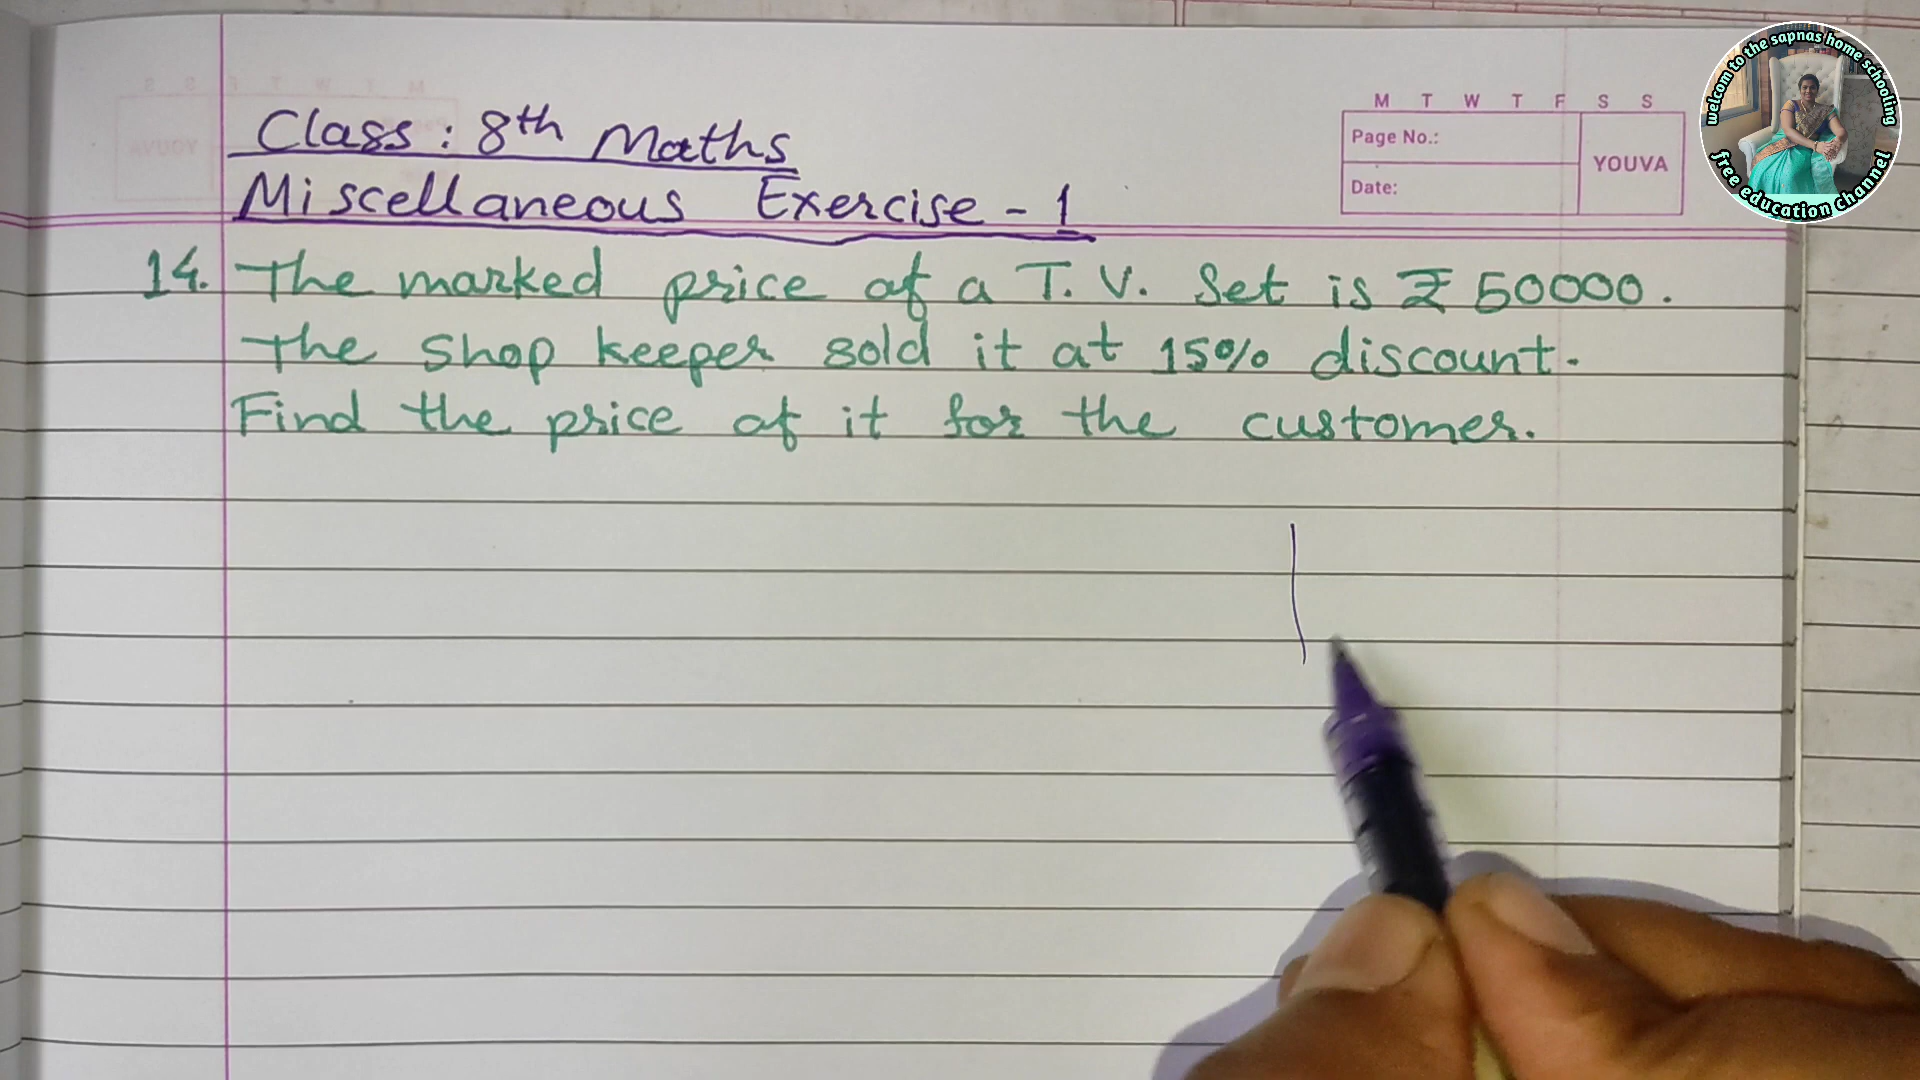 M T W T F S S
Page No.:
YOUVA
Date:
welcom to the sapnas home schooling
free education channel
Class: 8th Maths
Miscellaneous Exercise - 1
14. The marked price of a T.V. Set is ₹ 50000.
The Shop keeper sold it at 15% discount.
Find the price of it for the customer.